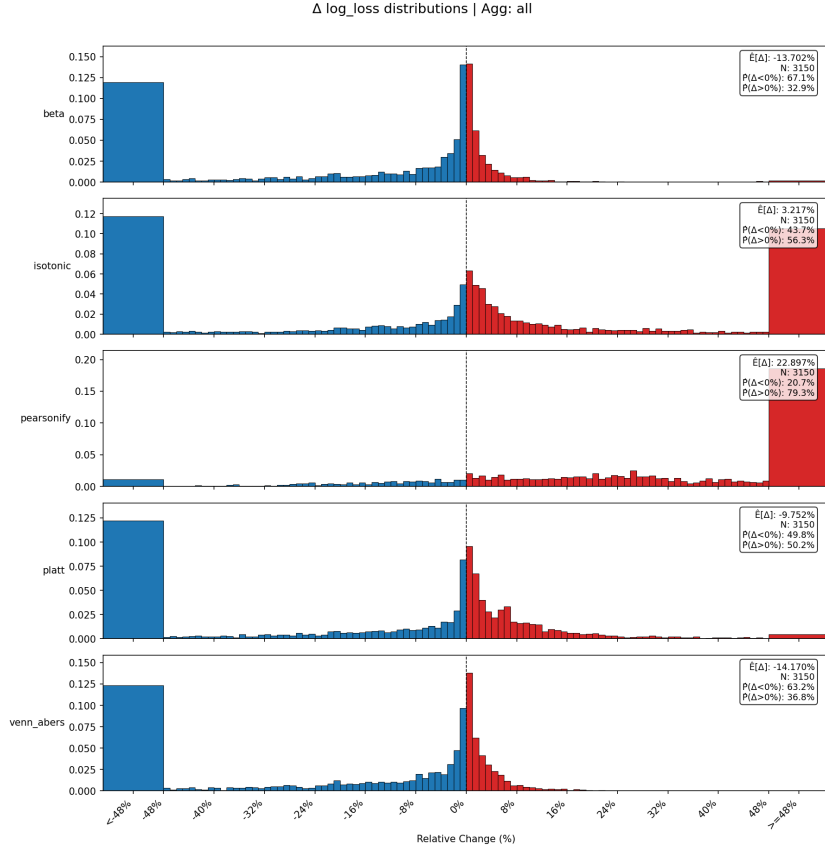 Δ log_loss distributions | Agg: all
beta
0.150
0.125
0.100
0.075
0.050
0.025
0.000
Ê[Δ]: -13.702%
N: 3150
P̂(Δ<0%): 67.1%
P̂(Δ>0%): 32.9%
isotonic
0.12
0.10
0.08
0.06
0.04
0.02
0.00
Ê[Δ]: 3.217%
N: 3150
P̂(Δ<0%): 43.7%
P̂(Δ>0%): 56.3%
pearsonify
0.20
0.15
0.10
0.05
0.00
Ê[Δ]: 22.897%
N: 3150
P̂(Δ<0%): 20.7%
P̂(Δ>0%): 79.3%
platt
0.125
0.100
0.075
0.050
0.025
0.000
Ê[Δ]: -9.752%
N: 3150
P̂(Δ<0%): 49.8%
P̂(Δ>0%): 50.2%
venn_abers
0.150
0.125
0.100
0.075
0.050
0.025
0.000
Ê[Δ]: -14.170%
N: 3150
P̂(Δ<0%): 63.2%
P̂(Δ>0%): 36.8%
<-48% -48% -40% -32% -24% -16% -8% 0% 8% 16% 24% 32% 40% 48% >=48%
Relative Change (%)